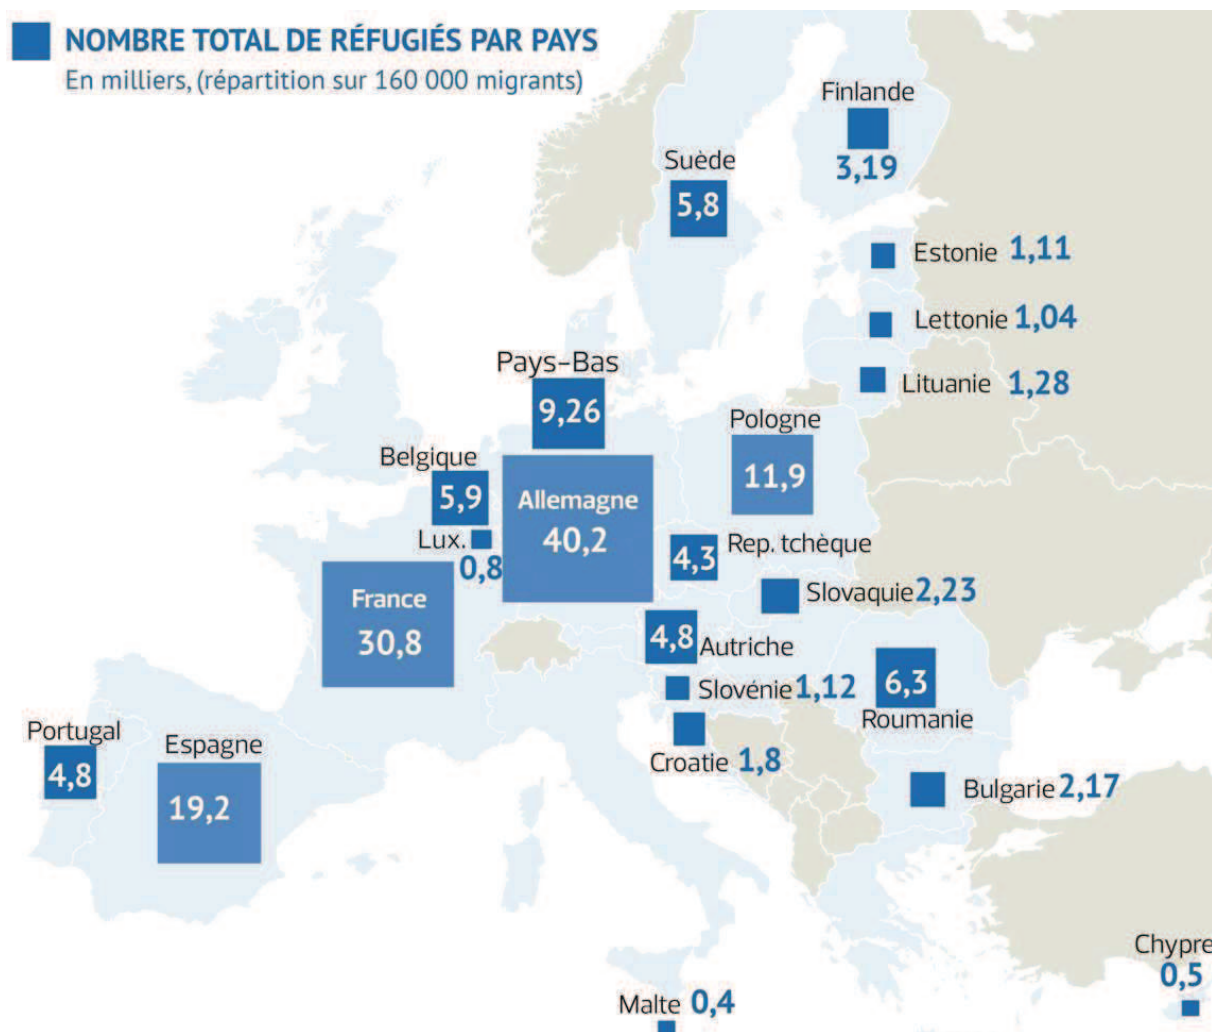 NOMBRE TOTAL DE RÉFUGIÉS PAR PAYS
En milliers, (répartition sur 160 000 migrants)
Finlande
3,19
Suède
5,8
Estonie 1,11
Lettonie 1,04
Lituanie 1,28
Pays-Bas
9,26
Pologne
11,9
Belgique
5,9
Allemagne
40,2
Lux.
0,8
Rep. tchèque
4,3
Slovaquie 2,23
France
30,8
4,8
Autriche
Slovénie 1,12
6,3
Roumanie
Croatie 1,8
Portugal
4,8
Espagne
19,2
Bulgarie 2,17
Chypre
0,5
Malte 0,4